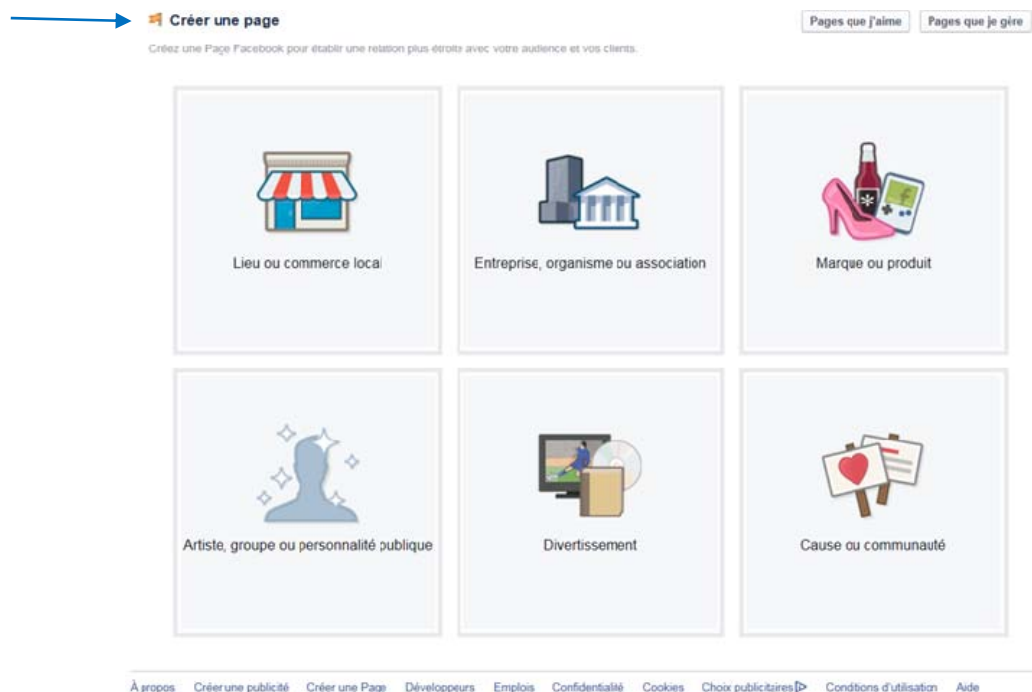 Créer une page
Pages que j'aime
Pages que je gère
Créez une Page Facebook pour établir une relation plus étroite avec votre audience et vos clients.
Lieu ou commerce local
Entreprise, organisme ou association
Marque ou produit
Artiste, groupe ou personnalité publique
Divertissement
Cause ou communauté
À propos Créer une publicité Créer une Page Développeurs Emplois Confidentialité Cookies Choix publicitaires Conditions d'utilisation Aide